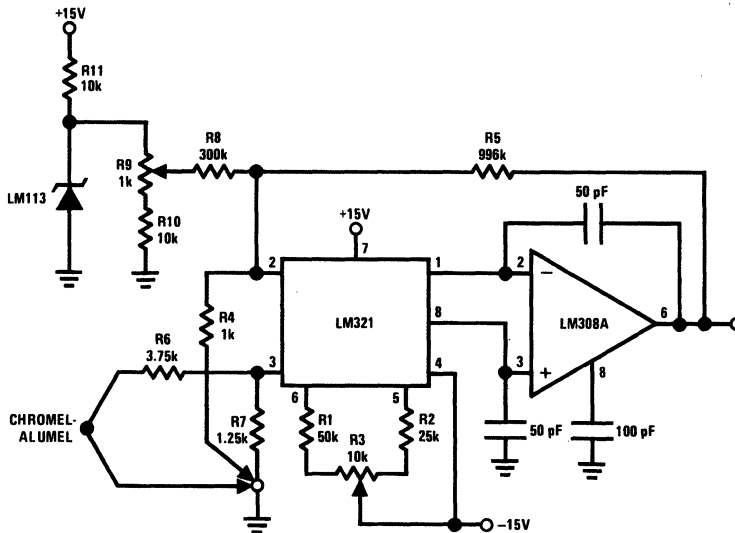 +15V
R11
10k
R9
1k
R8
300k
R5
996k
LM113
R10
10k
+15V
50 pF
7
2
1
2
−
LM321
LM308A
6
R4
1k
8
R6
3.75k
3
4
3
+
8
CHROMEL-
ALUMEL
R7
1.25k
6
5
R1
50k
R2
25k
R3
10k
50 pF
100 pF
−15V